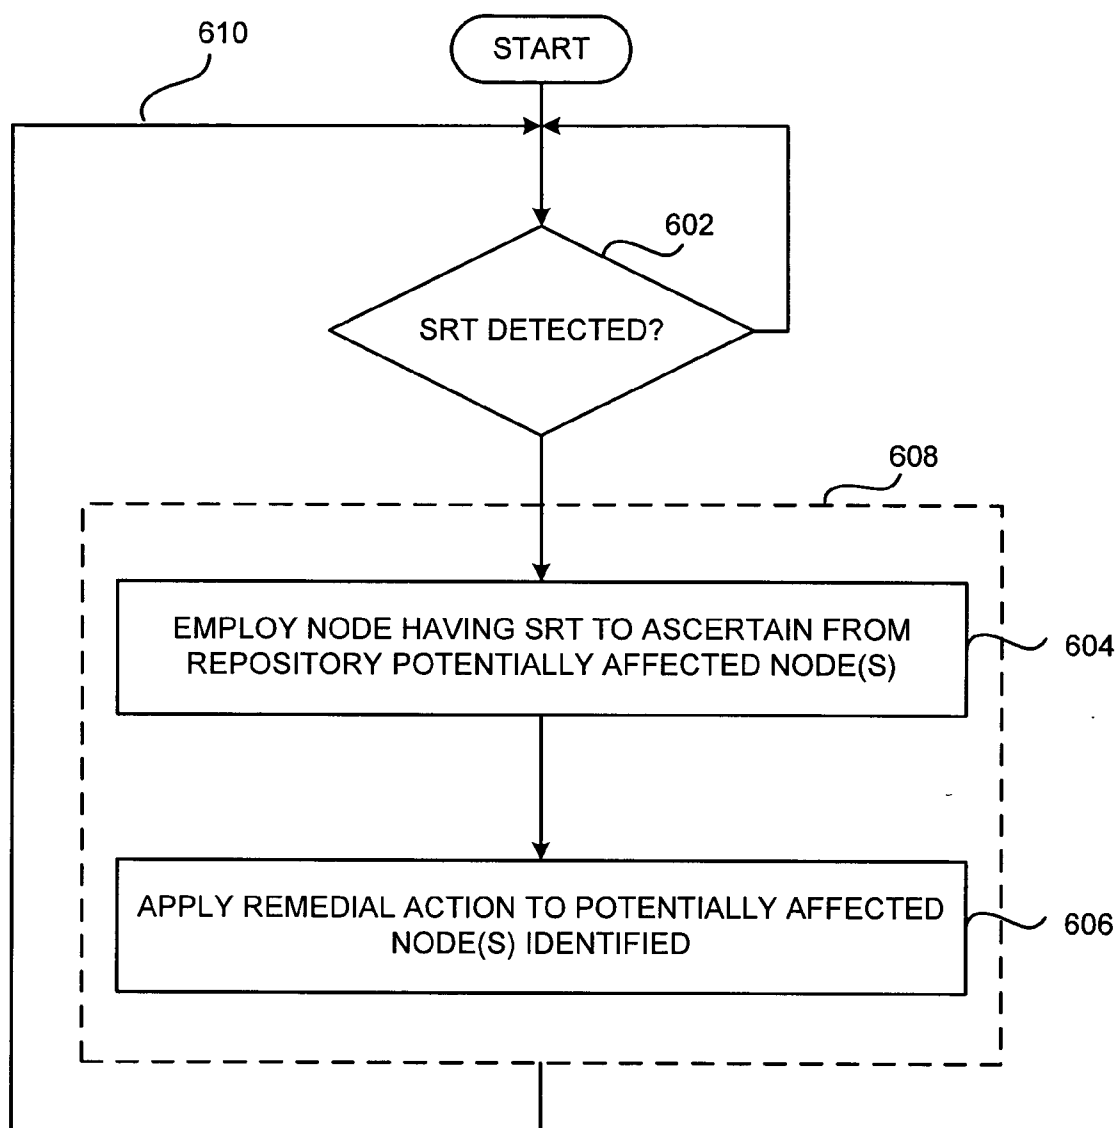 610
START
602
SRT DETECTED?
608
EMPLOY NODE HAVING SRT TO ASCERTAIN FROM
REPOSITORY POTENTIALLY AFFECTED NODE(S)
604
APPLY REMEDIAL ACTION TO POTENTIALLY AFFECTED
NODE(S) IDENTIFIED
606